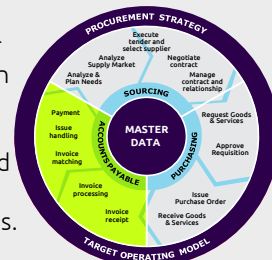 PROCUREMENT STRATEGY
Execute
tender and
select supplier
Analyze
Supply Market
Negotiate
contract
Analyze &
Plan Needs
Manage
contract and
relationship
SOURCING
Request Goods
& Services
Payment
Issue
handling
MASTER
DATA
Approve
Requisition
Invoice
matching
ACCOUNTS PAYABLE
PURCHASING
Invoice
processing
Issue
Purchase Order
Invoice
receipt
Receive Goods
& Services
TARGET OPERATING MODEL
s.